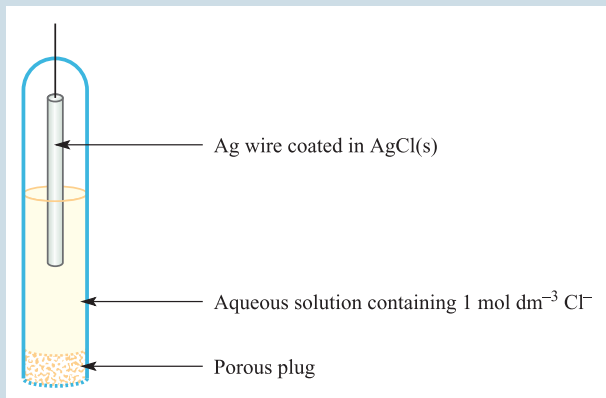 Ag wire coated in AgCl(s)
Aqueous solution containing 1 mol dm⁻³ Cl⁻
Porous plug